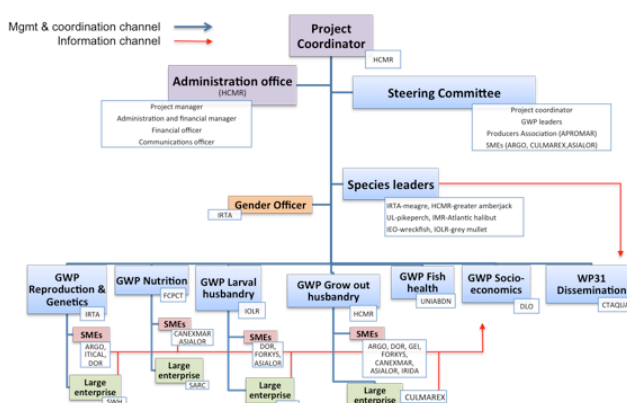 Mgmt & coordination channel
Information channel
Project
Coordinator
HCMR
Administration office
(HCMR)
Project manager
Administration and financial manager
Financial officer
Communications officer
Steering Committee
Project coordinator
GWP leaders
Producers Association (APROMAR)
SMEs (ARGO, CULMAREX,ASIALOR)
Gender Officer
IRTA
Species leaders
IRTA-meagre, HCMR-greater amberjack
UL-pikeperch, IMR-Atlantic halibut
IEO-wreckfish, IOLR-grey mullet
GWP
Reproduction &
Genetics
IRTA
SMEs
ARGO,
ITICAL,
DOR
Large
enterprise
GWP Nutrition
FCPCT
SMEs
CANEXMAR
ASIALOR
Large
enterprise
SARC
GWP Larval
husbandry
IOLR
SMEs
DOR,
FORKYS,
ASIALOR
Large
enterprise
GWP Grow out
husbandry
HCMR
SMEs
ARGO, DOR, GEI,
FORKYS,
CANEXMAR,
ASIALOR, IRIDA
Large
enterprise
CULMAREX
GWP Fish
health
UNIABDN
GWP Socio-
economics
DLO
WP31
Dissemination
CTAQUA